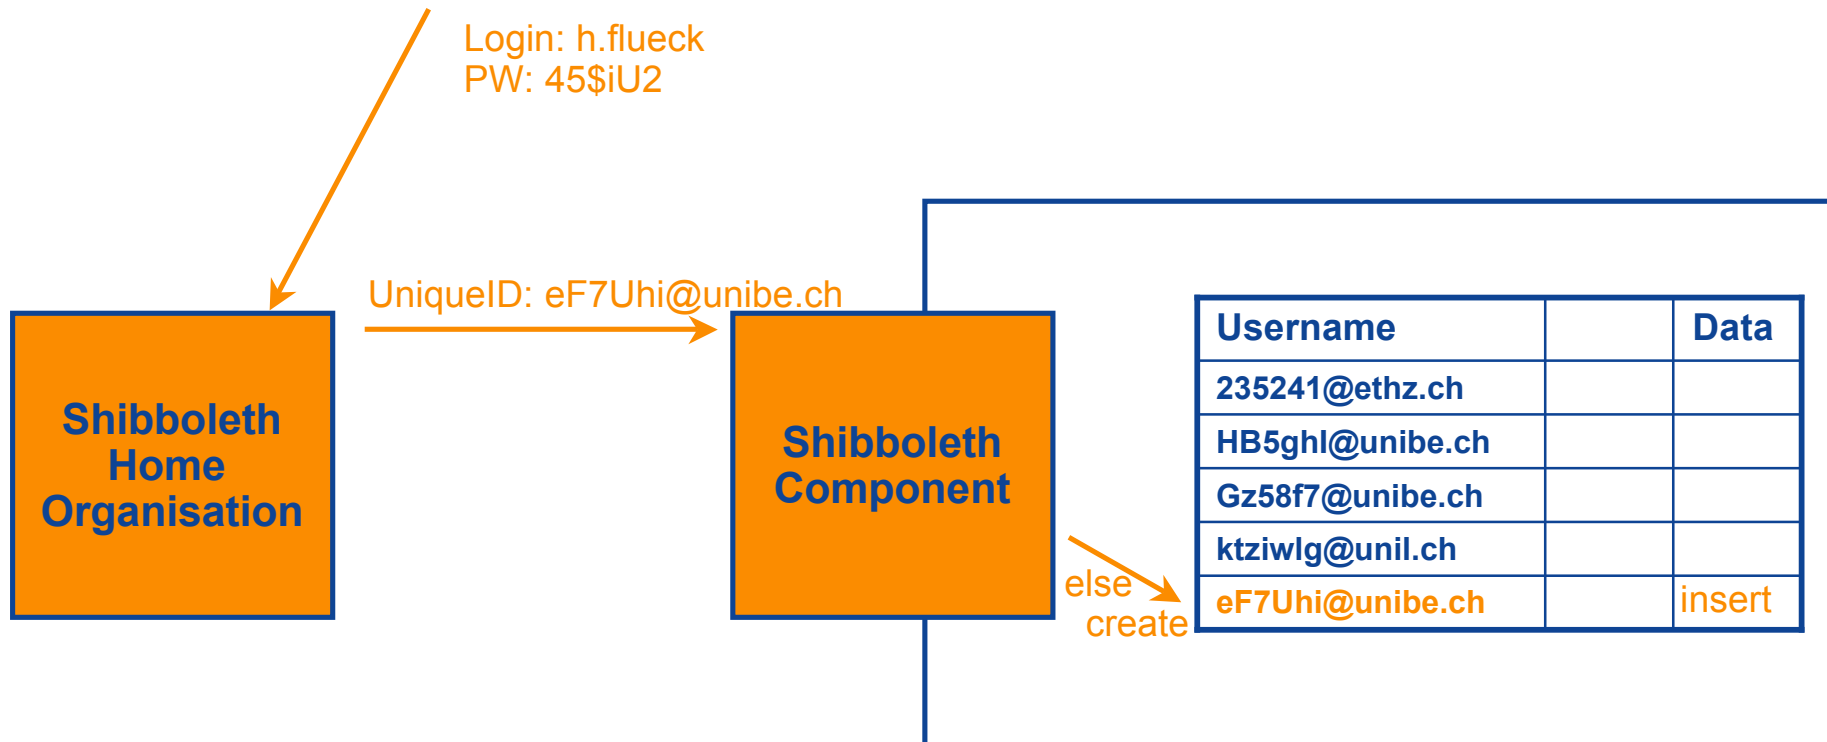 Login: h.flueck
PW: 45$iU2
UniqueID: eF7Uhi@unibe.ch
Shibboleth
Home
Organisation
Shibboleth
Component
else
create
Username Data
235241@ethz.ch
HB5ghl@unibe.ch
Gz58f7@unibe.ch
ktziwlg@unil.ch
eF7Uhi@unibe.ch insert